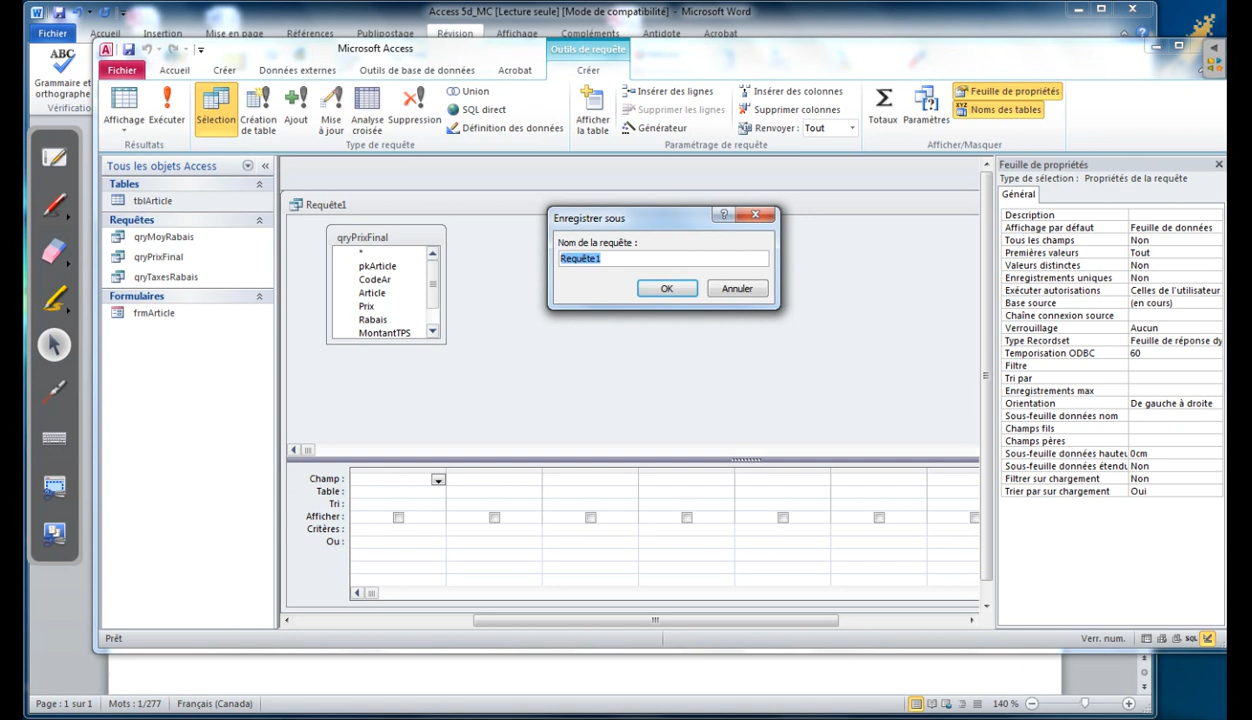 Access 5d_MC [Lecture seule] [Mode de compatibilité] - Microsoft Word
Fichier Accueil Insertion Mise en page Références Publipostage Révision Affichage Compléments Antidote Acrobat
ABC
Grammaire et
orthographe
Vérificatio
Microsoft Access
Outils de requête
Fichier Accueil Créer Données externes Outils de base de données Acrobat Créer
Affichage Exécuter
Résultats
Sélection Création
de table
Ajout Mise
à jour
Analyse
croisée
Suppression
Union
SQL direct
Définition des données
Type de requête
Afficher
la table
Insérer des lignes
Supprimer les lignes
Générateur
Insérer des colonnes
Supprimer colonnes
Renvoyer : Tout
Paramétrage de requête
Totaux Paramètres
Feuille de propriétés
XYZ Noms des tables
Afficher/Masquer
Tous les objets Access
Tables
tblArticle
Requêtes
qryMoyRabais
qryPrixFinal
qryTaxesRabais
Formulaires
frmArticle
Requête1
qryPrixFinal
*
pkArticle
CodeAr
Article
Prix
Rabais
MontantTPS
Enregistrer sous
Nom de la requête :
Requête1
OK Annuler
Champ :
Table :
Tri :
Afficher :
Critères :
Ou :
Feuille de propriétés
Type de sélection : Propriétés de la requête
Général
Description
Affichage par défaut Feuille de données
Tous les champs Non
Premières valeurs Tout
Valeurs distinctes Non
Enregistrements uniques Non
Exécuter autorisations Celles de l'utilisateur
Base source (en cours)
Chaîne connexion source
Verrouillage Aucun
Type Recordset Feuille de réponse dy
Temporisation ODBC 60
Filtre
Tri par
Enregistrements max
Orientation De gauche à droite
Sous-feuille données nom
Champs fils
Champs pères
Sous-feuille données hauteu 0cm
Sous-feuille données étendu Non
Filtrer sur chargement Non
Trier par sur chargement Oui
Prêt
Verr. num.
SQL
Page : 1 sur 1 Mots : 1/277 Français (Canada) 140 %